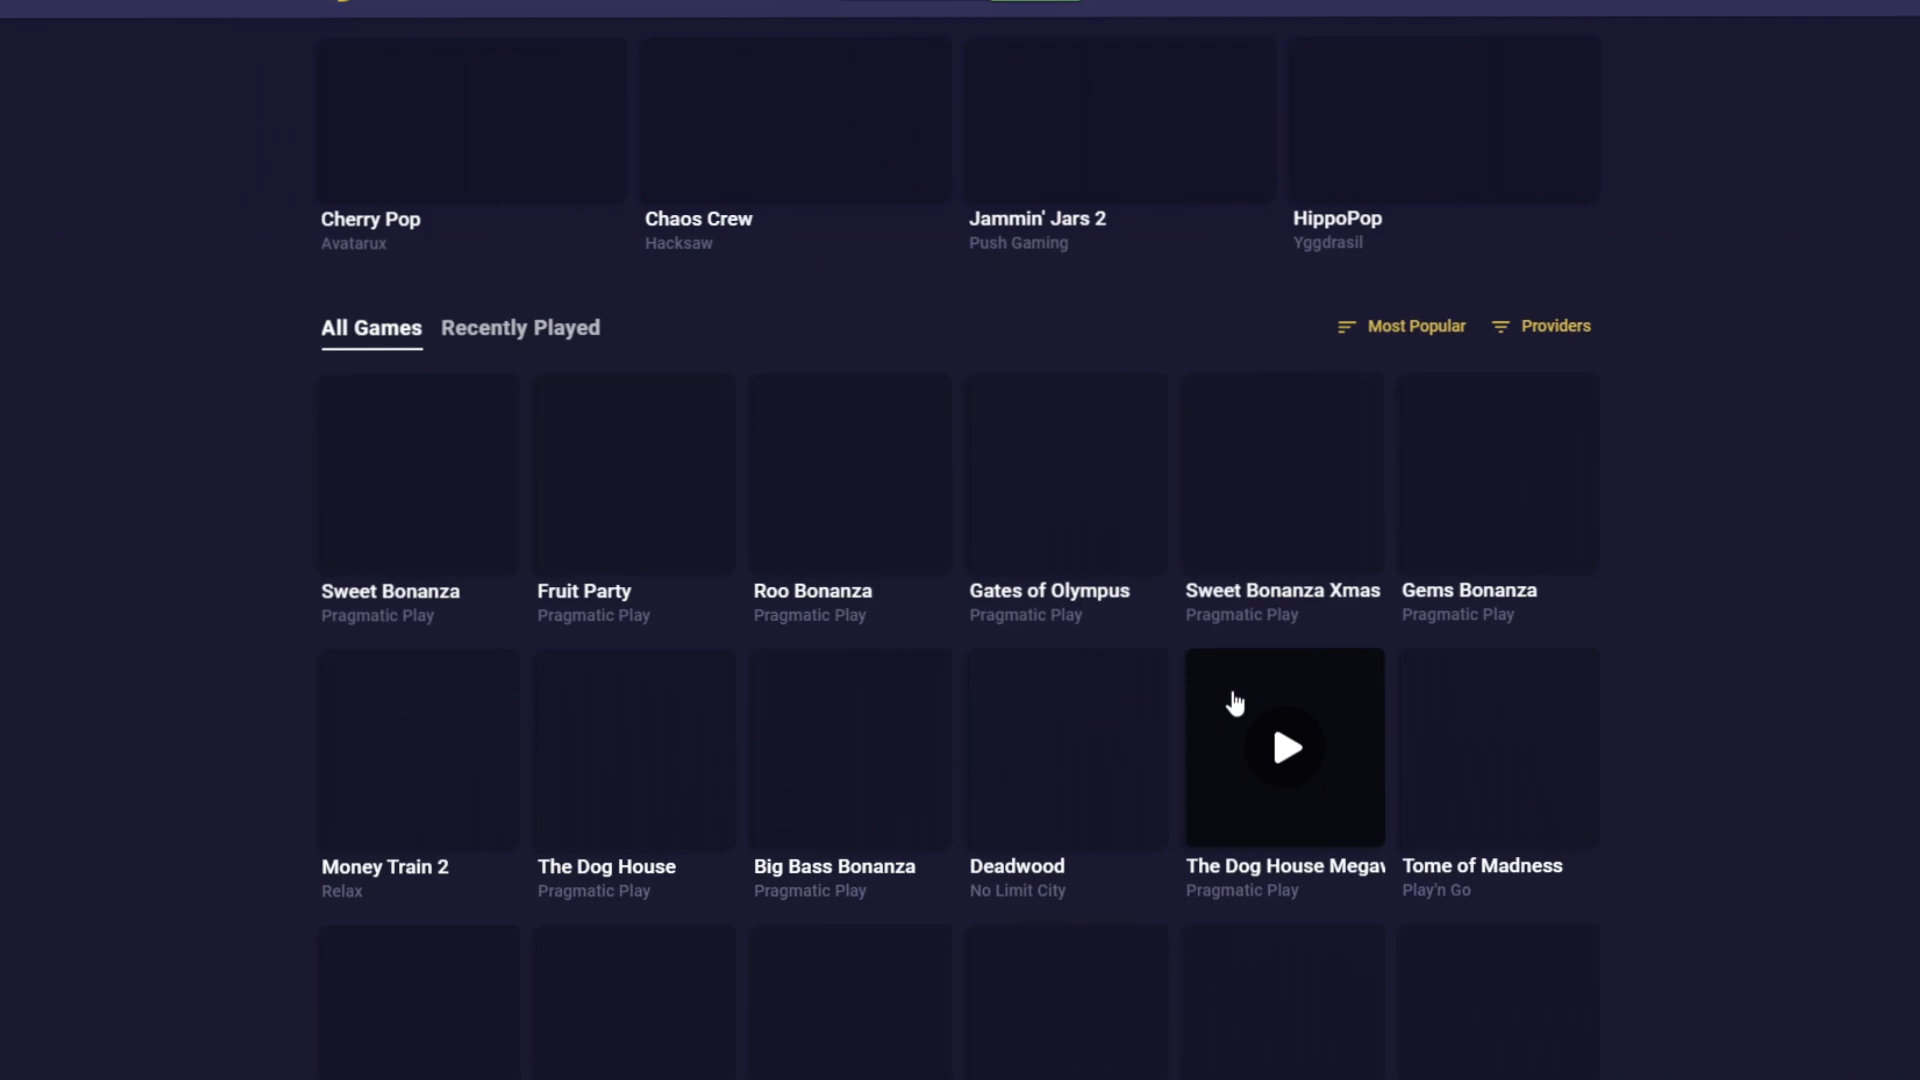 Cherry Pop
Avatarux
Chaos Crew
Hacksaw
Jammin' Jars 2
Push Gaming
HippoPop
Yggdrasil
All Games
Recently Played
Most Popular
Providers
Sweet Bonanza
Pragmatic Play
Fruit Party
Pragmatic Play
Roo Bonanza
Pragmatic Play
Gates of Olympus
Pragmatic Play
Sweet Bonanza Xmas
Pragmatic Play
Gems Bonanza
Pragmatic Play
Money Train 2
Relax
The Dog House
Pragmatic Play
Big Bass Bonanza
Pragmatic Play
Deadwood
No Limit City
The Dog House Megaw
Pragmatic Play
Tome of Madness
Play'n Go